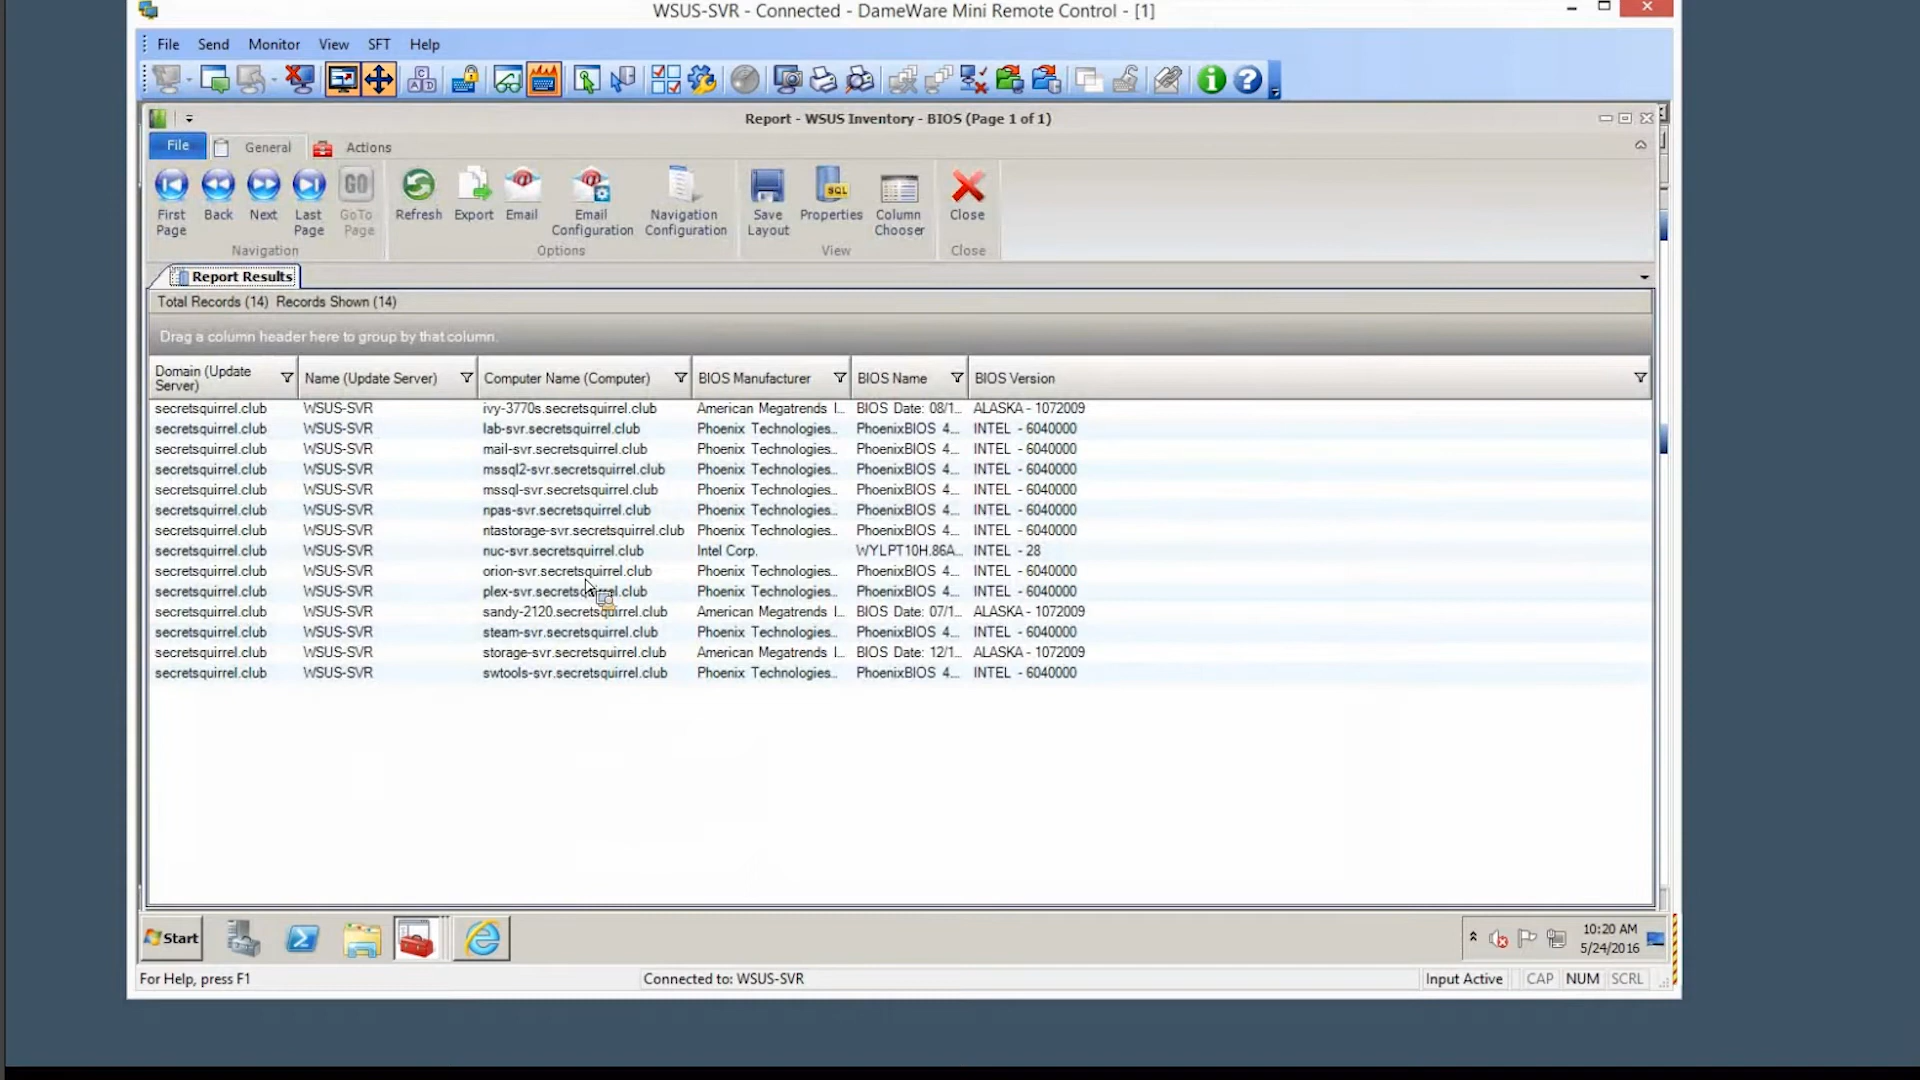 WSUS-SVR - Connected - DameWare Mini Remote Control - [1]
File Send Monitor View SFT Help
Report - WSUS Inventory - BIOS (Page 1 of 1)
File General Actions
First Page Back Next Last Page GoTo Page Refresh Export Email Email Configuration Navigation Configuration Save Layout Properties Column Chooser Close
Navigation Options View Close
Report Results
Total Records (14) Records Shown (14)
Drag a column header here to group by that column.
Domain (Update Server) Name (Update Server) Computer Name (Computer) BIOS Manufacturer BIOS Name BIOS Version
secretsquirrel.club WSUS-SVR ivy-3770s.secretsquirrel.club American Megatrends I... BIOS Date: 08/1... ALASKA - 1072009
secretsquirrel.club WSUS-SVR lab-svr.secretsquirrel.club Phoenix Technologies... PhoenixBIOS 4... INTEL - 6040000
secretsquirrel.club WSUS-SVR mail-svr.secretsquirrel.club Phoenix Technologies... PhoenixBIOS 4... INTEL - 6040000
secretsquirrel.club WSUS-SVR mssql2-svr.secretsquirrel.club Phoenix Technologies... PhoenixBIOS 4... INTEL - 6040000
secretsquirrel.club WSUS-SVR mssql-svr.secretsquirrel.club Phoenix Technologies... PhoenixBIOS 4... INTEL - 6040000
secretsquirrel.club WSUS-SVR npas-svr.secretsquirrel.club Phoenix Technologies... PhoenixBIOS 4... INTEL - 6040000
secretsquirrel.club WSUS-SVR ntastorage-svr.secretsquirrel.club Phoenix Technologies... PhoenixBIOS 4... INTEL - 6040000
secretsquirrel.club WSUS-SVR nuc-svr.secretsquirrel.club Intel Corp. WYLPT10H.86A... INTEL - 28
secretsquirrel.club WSUS-SVR orion-svr.secretsquirrel.club Phoenix Technologies... PhoenixBIOS 4... INTEL - 6040000
secretsquirrel.club WSUS-SVR plex-svr.secretsquirrel.club Phoenix Technologies... PhoenixBIOS 4... INTEL - 6040000
secretsquirrel.club WSUS-SVR sandy-2120.secretsquirrel.club American Megatrends I... BIOS Date: 07/1... ALASKA - 1072009
secretsquirrel.club WSUS-SVR steam-svr.secretsquirrel.club Phoenix Technologies... PhoenixBIOS 4... INTEL - 6040000
secretsquirrel.club WSUS-SVR storage-svr.secretsquirrel.club American Megatrends I... BIOS Date: 12/1... ALASKA - 1072009
secretsquirrel.club WSUS-SVR swtools-svr.secretsquirrel.club Phoenix Technologies... PhoenixBIOS 4... INTEL - 6040000
Start
10:20 AM
5/24/2016
For Help, press F1 Connected to: WSUS-SVR Input Active CAP NUM SCRL